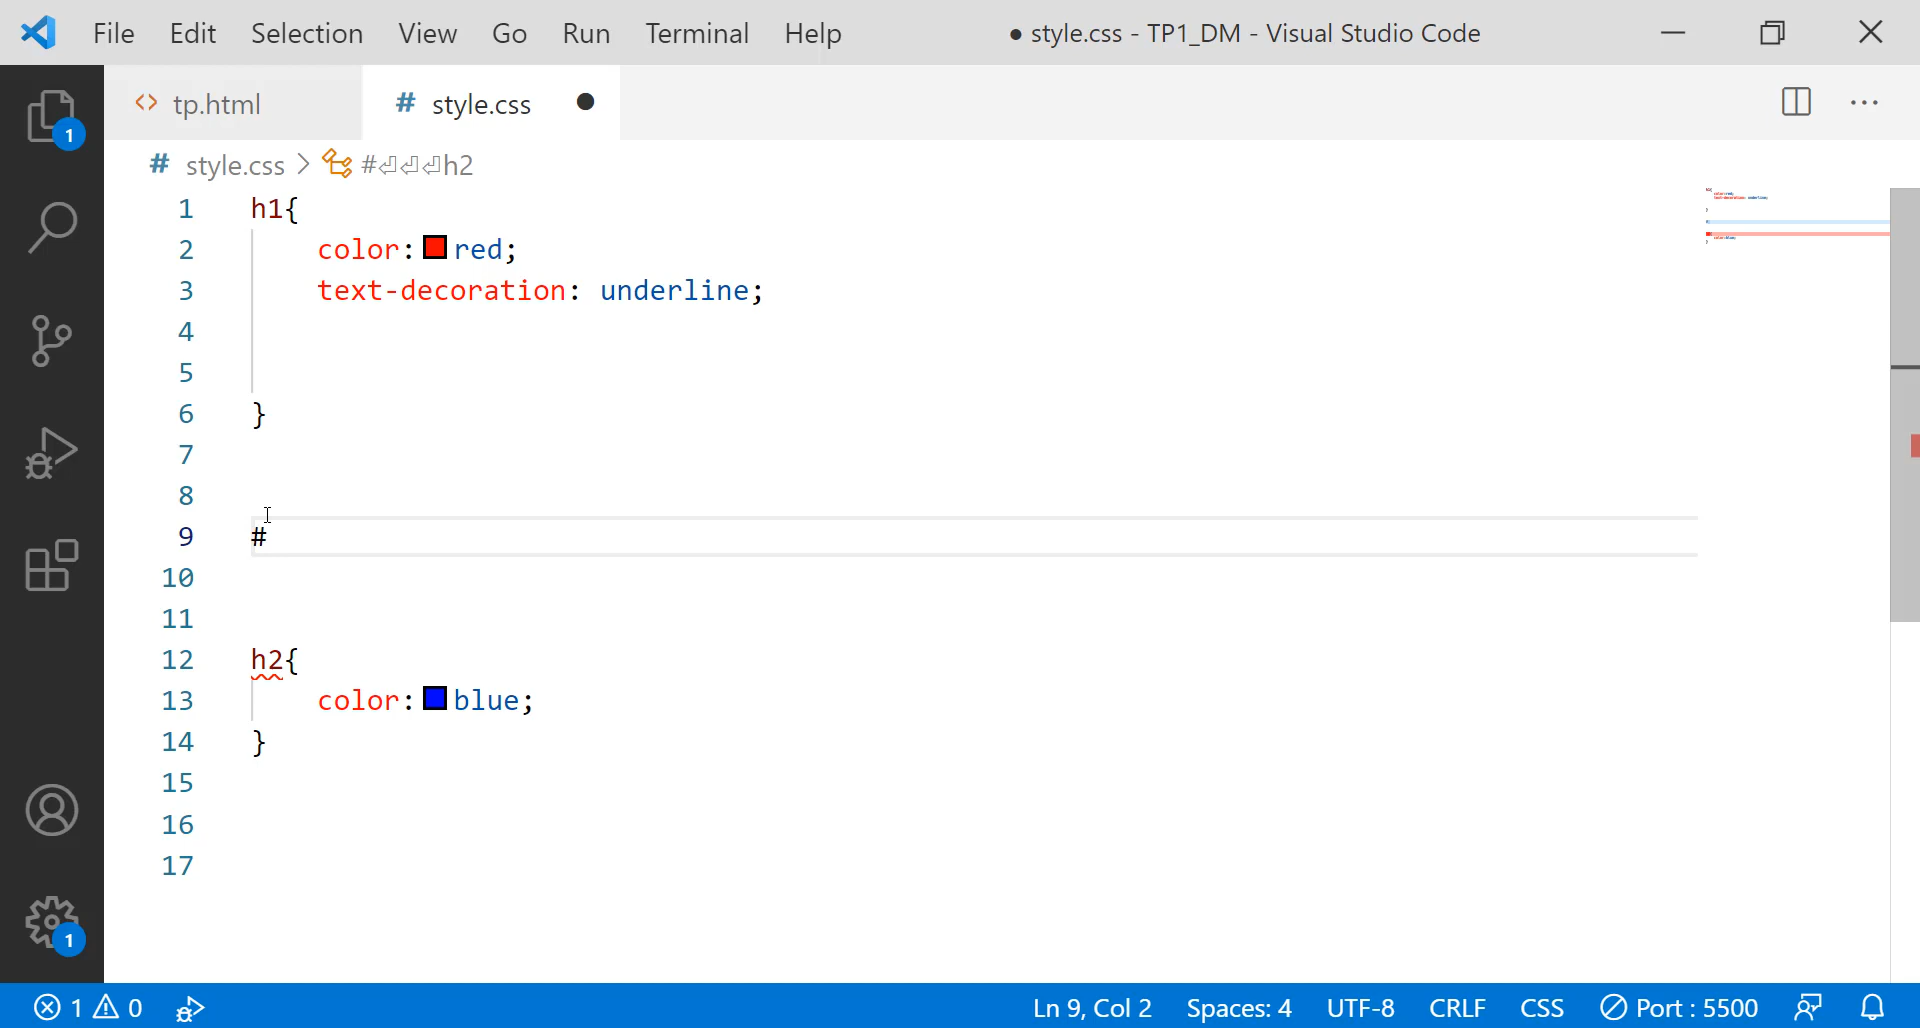 File Edit Selection View Go Run Terminal Help ● style.css - TP1_DM - Visual Studio Code
<> tp.html # style.css ●
1
# style.css > #⏎⏎⏎h2
1 h1{
2 color: red;
3 text-decoration: underline;
4
5
6 }
7
8
9 #
10
11
12 h2{
13 color: blue;
14 }
15
16
17
1
1 0 Ln 9, Col 2 Spaces: 4 UTF-8 CRLF CSS Port : 5500